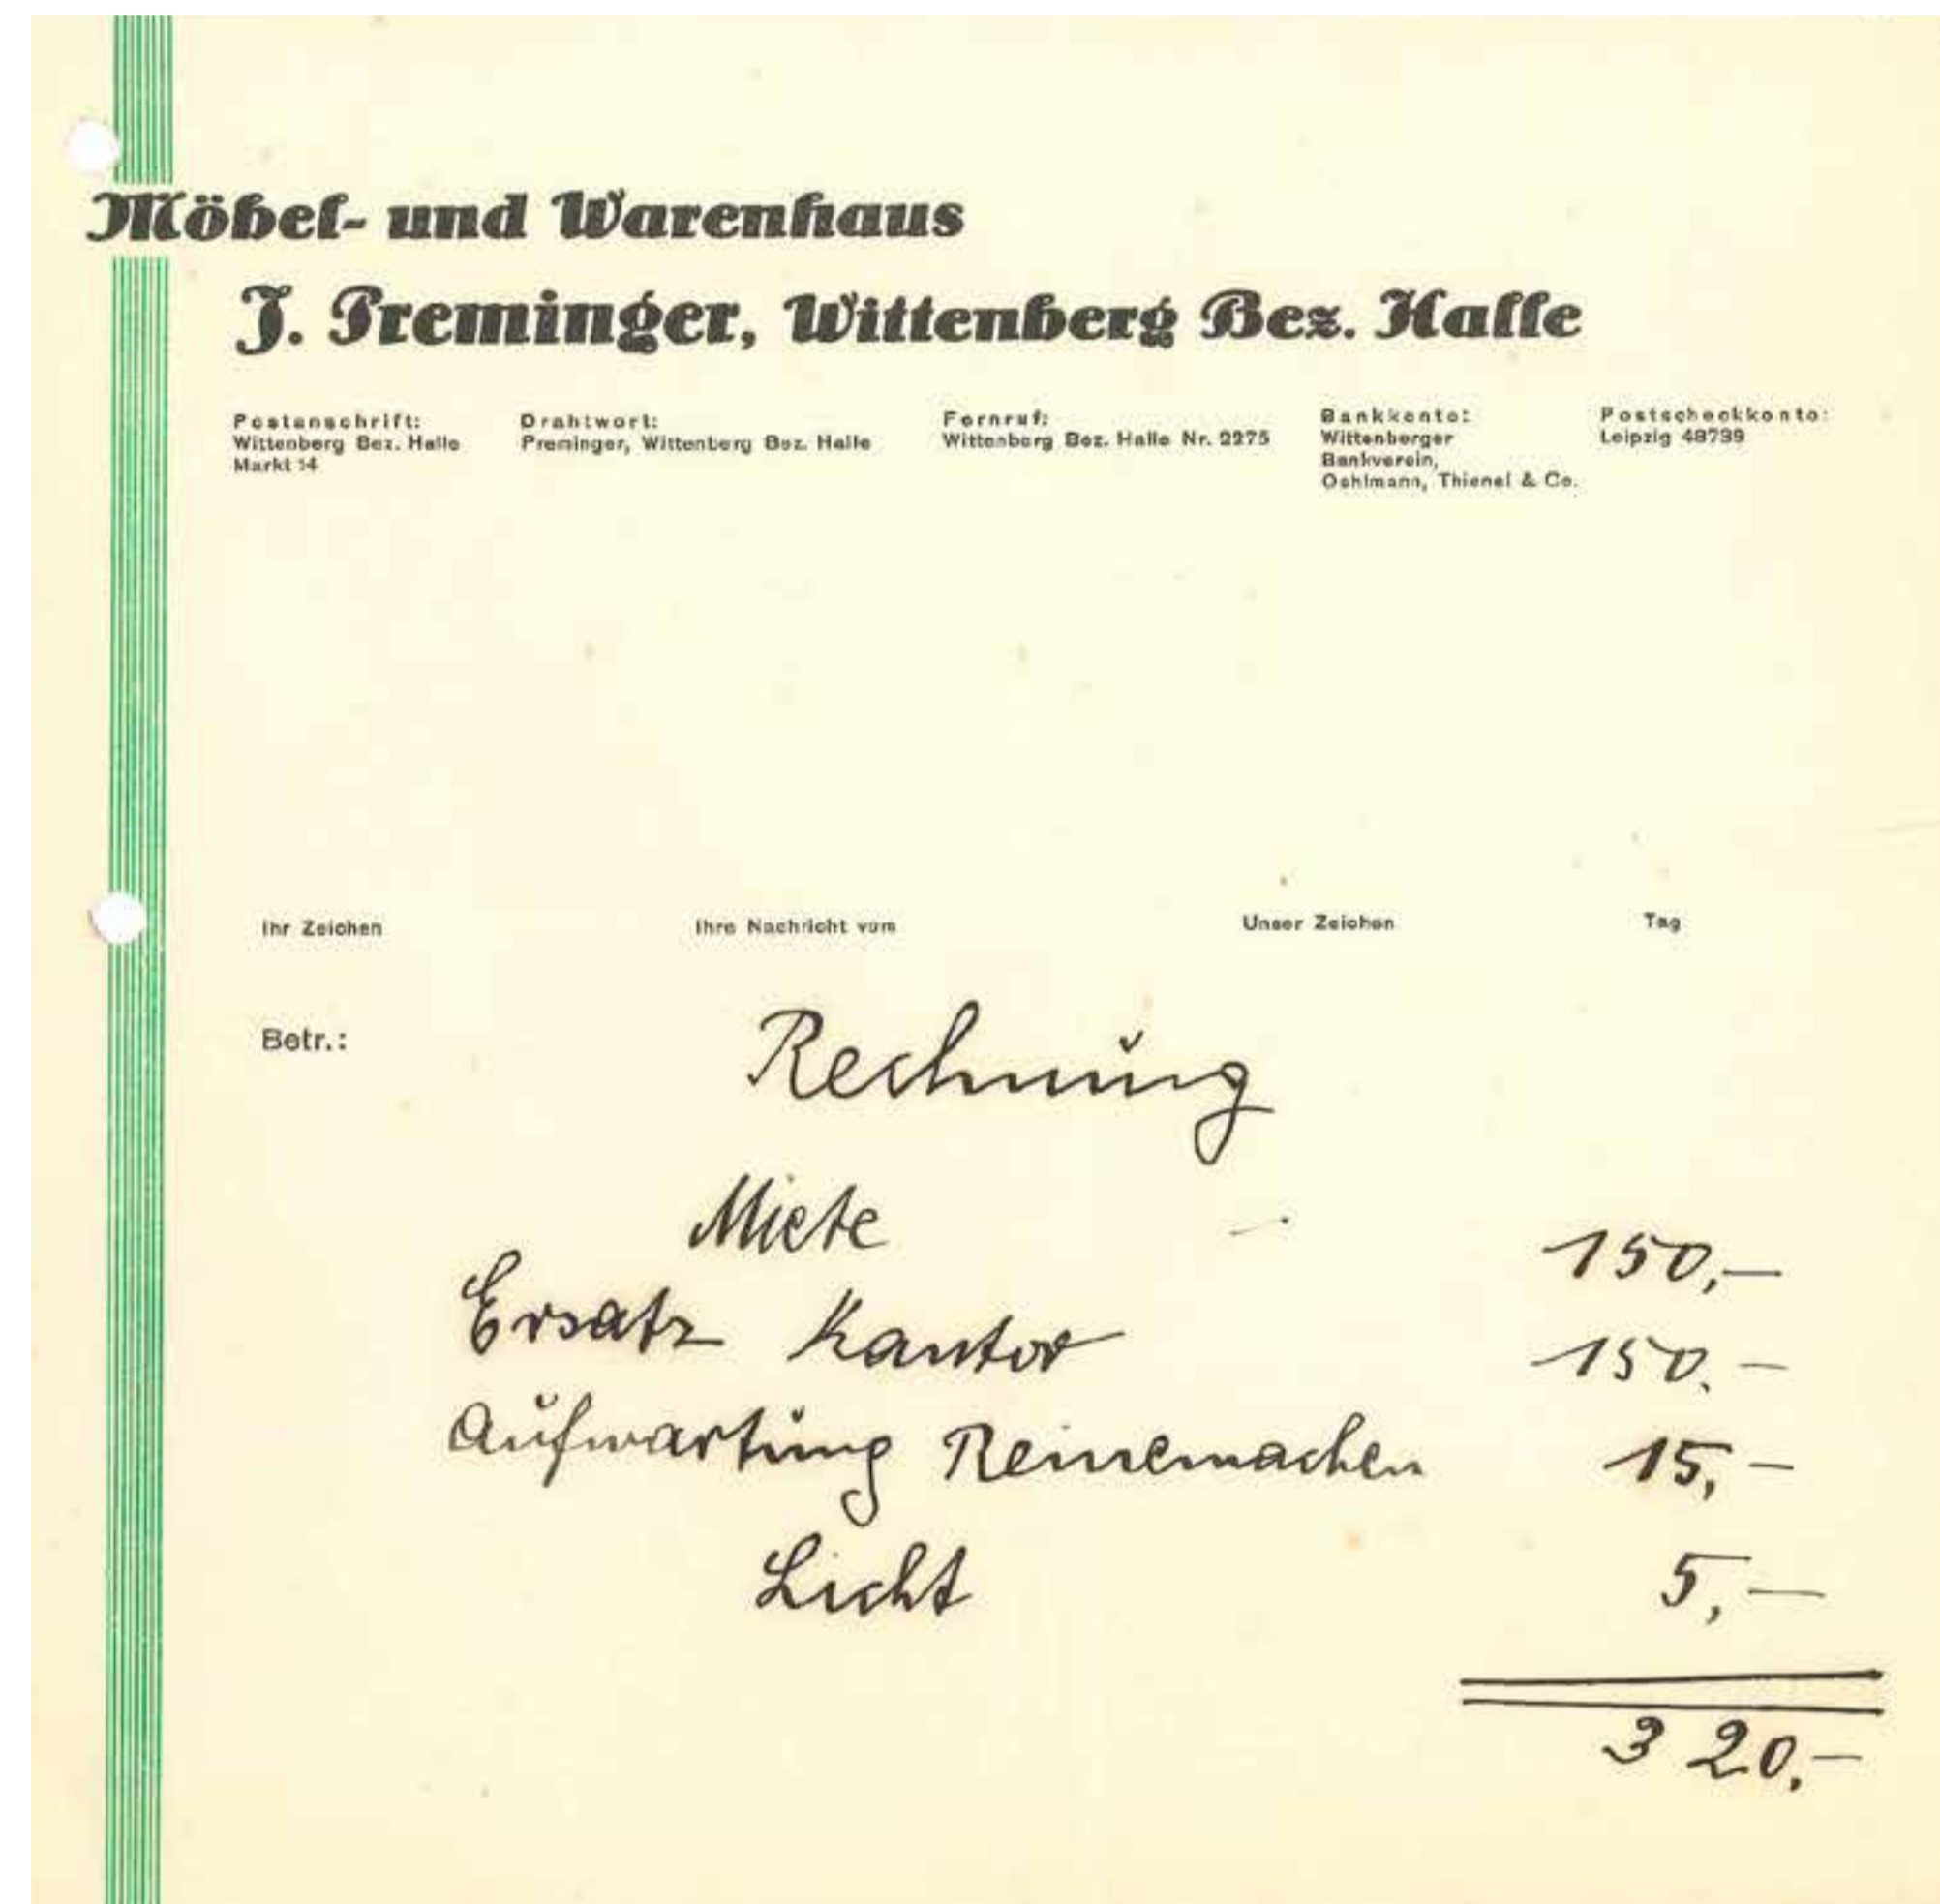 Möbel- und Warenhaus
J. Preminger, Wittenberg Bez. Halle
Postanschrift:
Wittenberg Bez. Halle
Markt 14
Drahtwort:
Preminger, Wittenberg Bez. Halle
Fernruf:
Wittenberg Bez. Halle Nr. 2275
Bankkonto:
Wittenberger
Bankverein,
Oehlmann, Thienel & Co.
Postscheckkonto:
Leipzig 48739
Ihr Zeichen Ihre Nachricht vom Unser Zeichen Tag
Betr.: Rechnung
Miete 150,—
Ersatz Kantor 150.—
Aufwartung Reinemachen 15,—
Licht 5,—
320.—